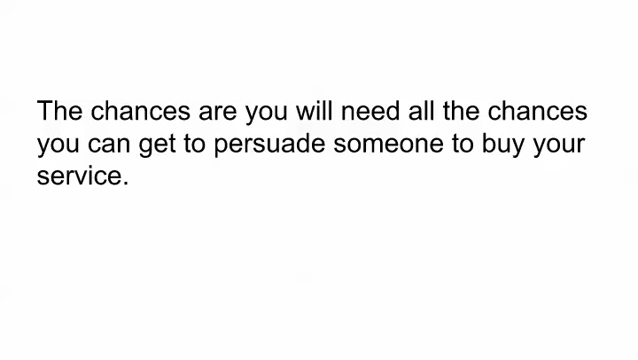 The chances are you will need all the chances
you can get to persuade someone to buy your
service.